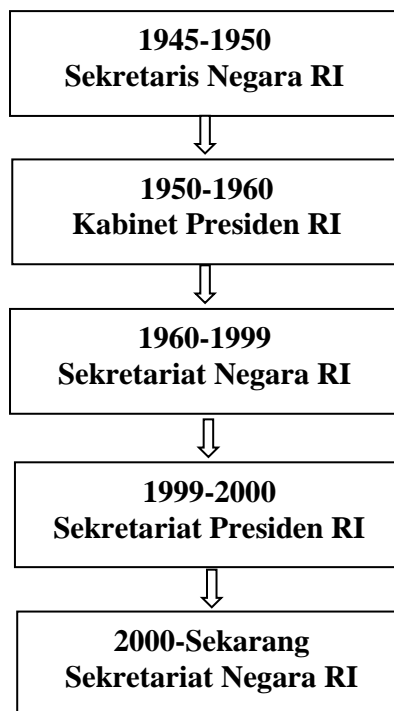 1945-1950
Sekretaris Negara RI
1950-1960
Kabinet Presiden RI
1960-1999
Sekretariat Negara RI
1999-2000
Sekretariat Presiden RI
2000-Sekarang
Sekretariat Negara RI